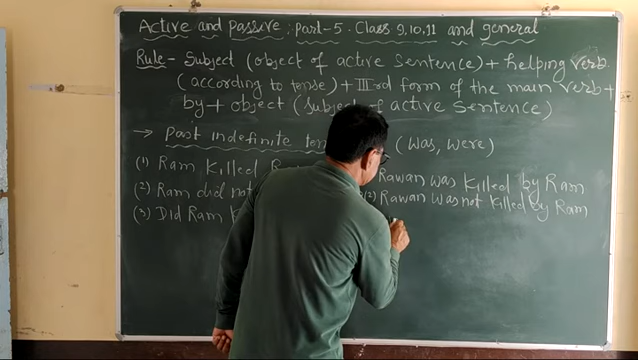 Active and passive: part-5. Class 9,10,11 and general
Rule- Subject (object of active sentence) + helping verb
(according to tense) + IIIrd form of the main verb +
by + object (subject of active sentence)
→ Past indefinite (was, were)
(1) Ram killed Rawan was killed by Ram
(2) Ram did not (2) Rawan was not killed by Ram
(3) Did Ram